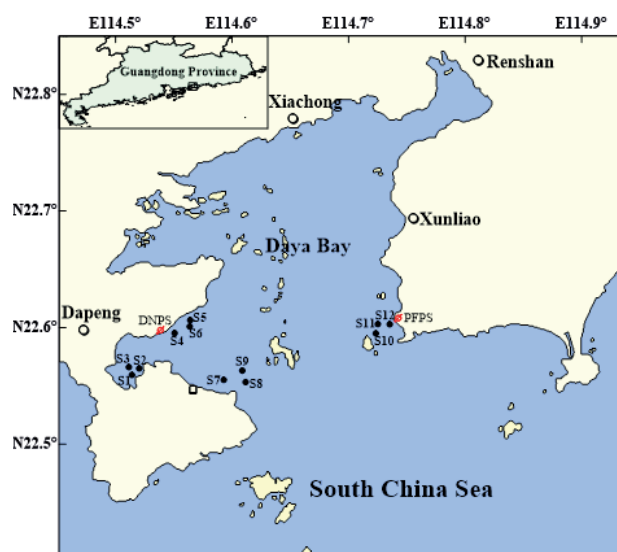 E114.5° E114.6° E114.7° E114.8° E114.9°
Guangdong Province
Renshan
N22.8°
Xiachong
N22.7°
Xunliao
Daya Bay
Dapeng
DNPS S5 S12 PFPS
N22.6° S6 S11
S4 S10
S3 S2 S9
S1 S7 S8
N22.5°
South China Sea